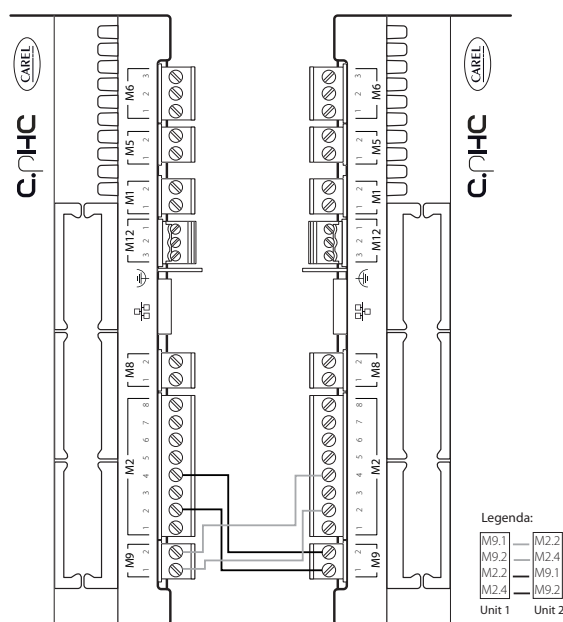 CAREL
c.pHC
M6
1 2 3
M5
1 2
M1
1 2
M12
3 2 1
M8
1 2
M2
1 2 3 4 5 6 7 8
M9
1 2
CAREL
c.pHC
M6
1 2 3
M5
1 2
M1
1 2
M12
3 2 1
M8
1 2
M2
1 2 3 4 5 6 7 8
M9
1 2
Legenda:
M9.1 M2.2
M9.2 M2.4
M2.2 M9.1
M2.4 M9.2
Unit 1 Unit 2